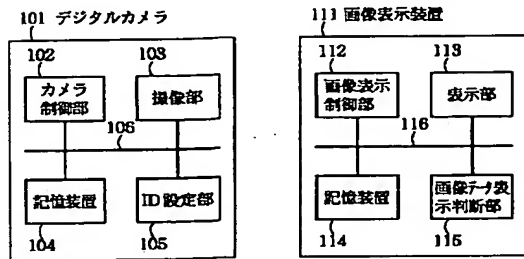 101 デジタルカメラ
102
103
カメラ
制御部
撮像部
106
記憶装置
ID設定部
104
105
111 画像表示装置
112
113
画像表示
制御部
表示部
116
記憶装置
画像データ表
示判断部
114
115